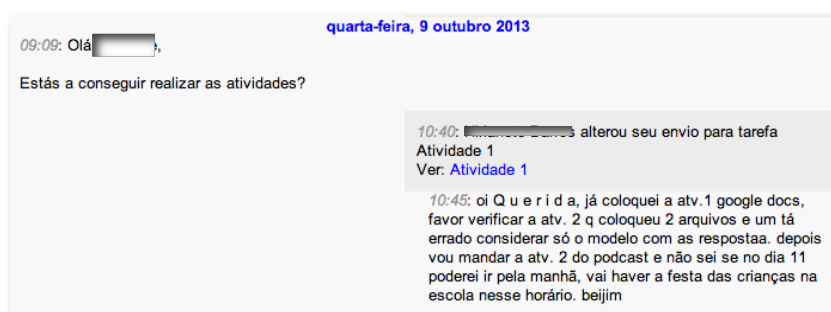 quarta-feira, 9 outubro 2013
09:09: Olá ,
Estás a conseguir realizar as atividades?
10:40: alterou seu envio para tarefa
Atividade 1
Ver: Atividade 1
10:45: oi Q u e r i d a, já coloquei a atv.1 google docs,
favor verificar a atv. 2 q coloqueu 2 arquivos e um tá
errado considerar só o modelo com as respostaa. depois
vou mandar a atv. 2 do podcast e não sei se no dia 11
poderei ir pela manhã, vai haver a festa das crianças na
escola nesse horário. beijim